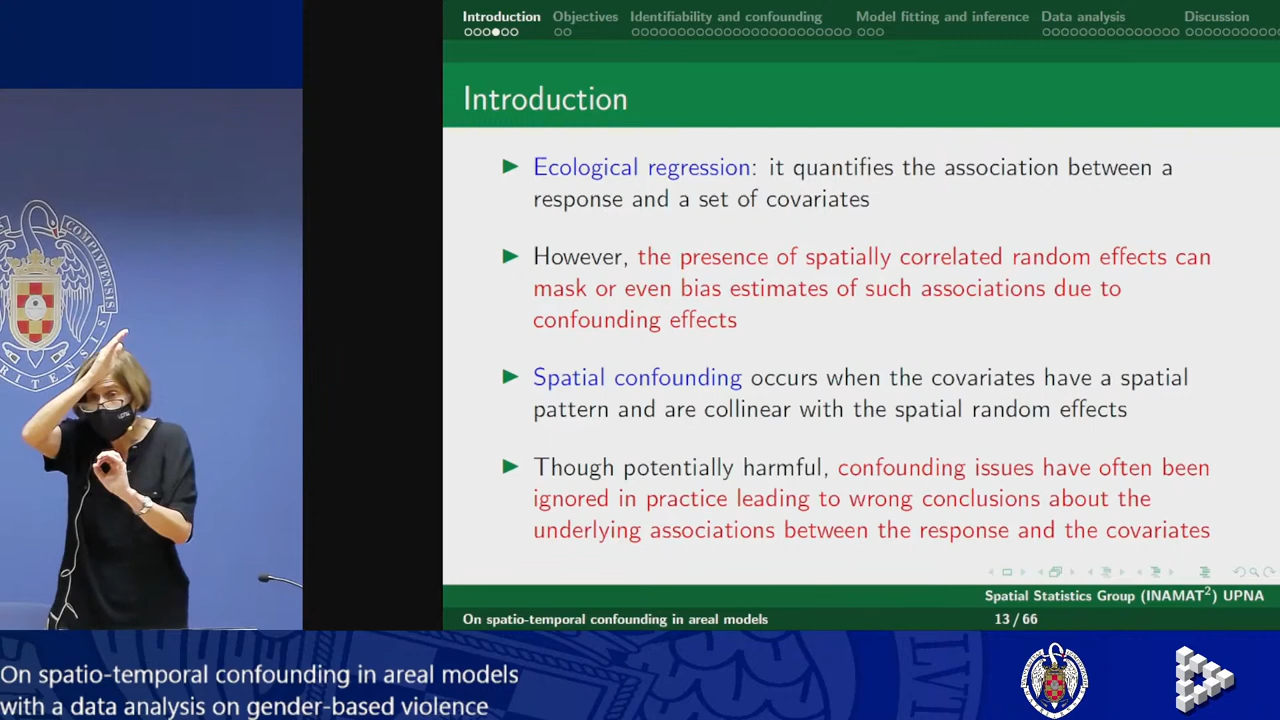 Introduction Objectives Identifiability and confounding Model fitting and inference Data analysis Discussion
Introduction
Ecological regression: it quantifies the association between a
response and a set of covariates
However, the presence of spatially correlated random effects can
mask or even bias estimates of such associations due to
confounding effects
Spatial confounding occurs when the covariates have a spatial
pattern and are collinear with the spatial random effects
Though potentially harmful, confounding issues have often been
ignored in practice leading to wrong conclusions about the
underlying associations between the response and the covariates
Spatial Statistics Group (INAMAT²) UPNA
On spatio-temporal confounding in areal models 13 / 66
On spatio-temporal confounding in areal models
with a data analysis on gender-based violence